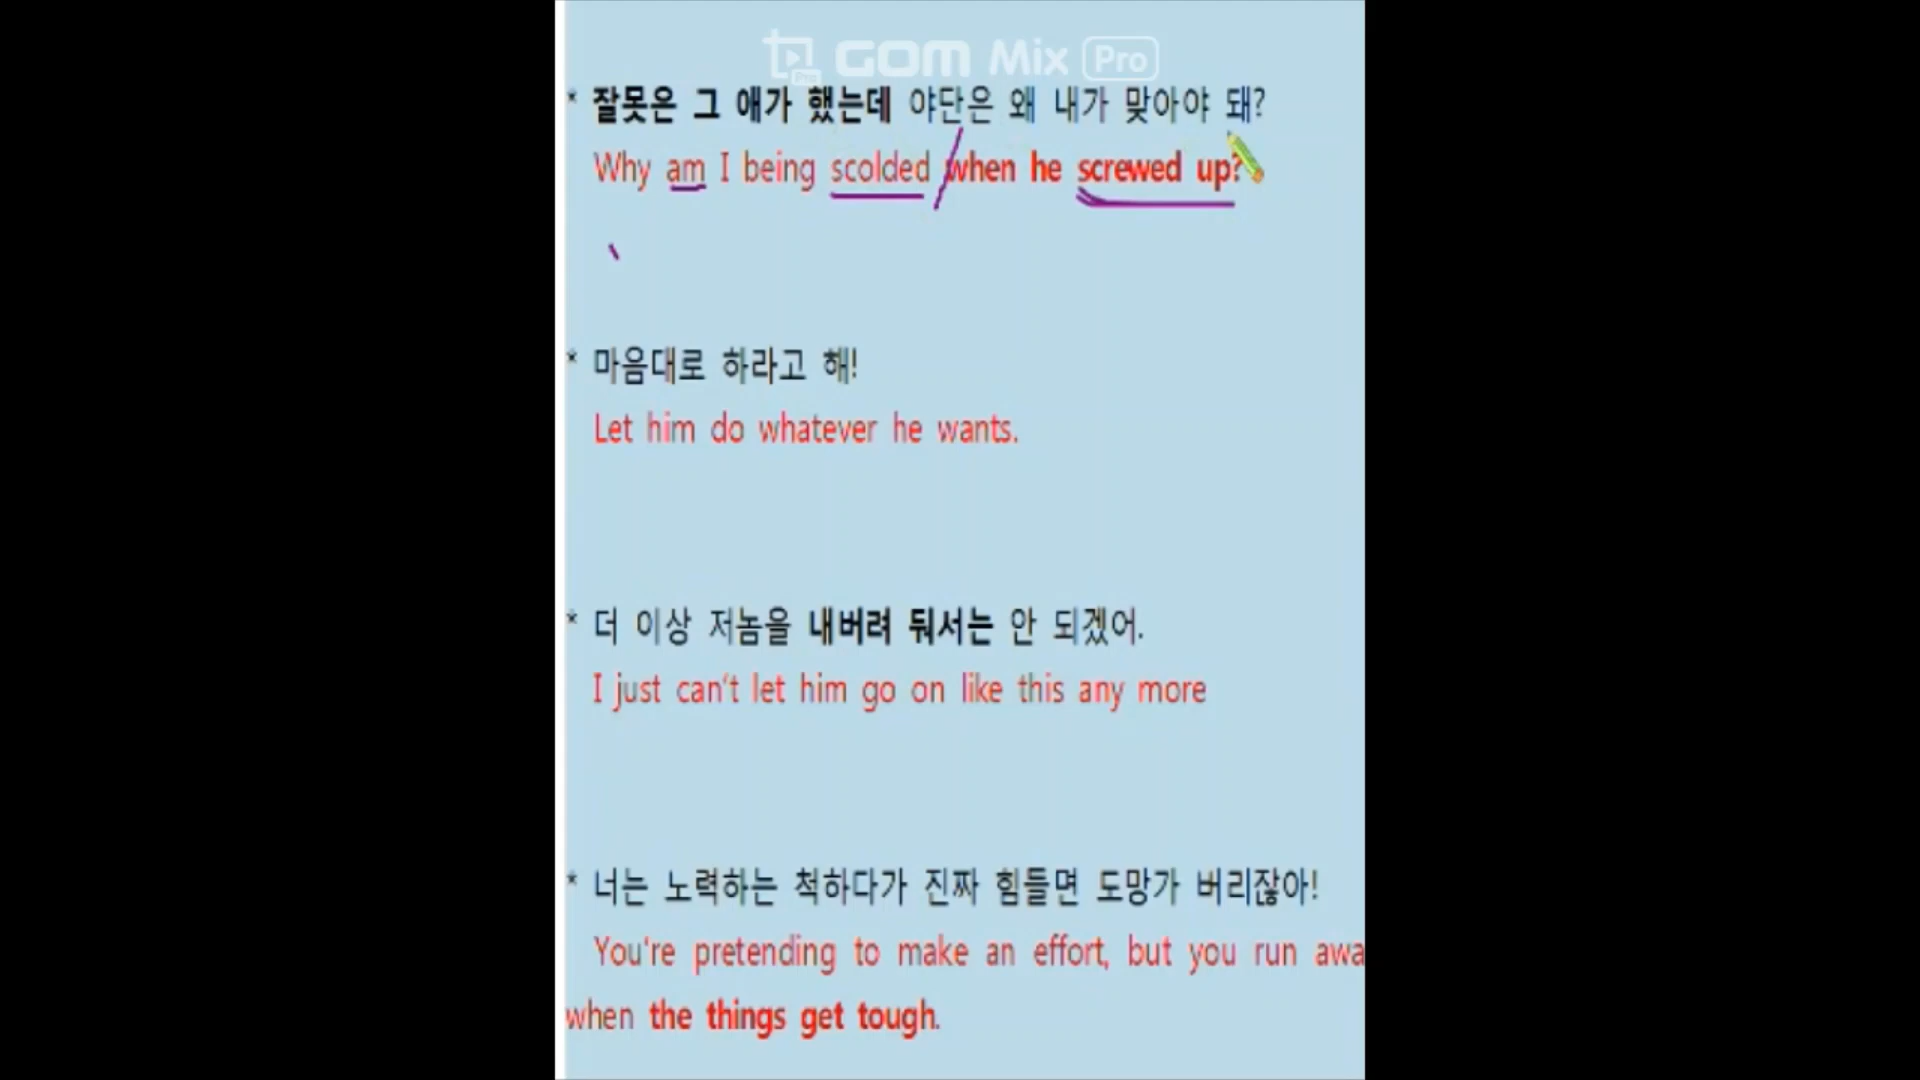 GOM Mix Pro
* 잘못은 그 애가 했는데 야단은 왜 내가 맞아야 돼?
Why am I being scolded when he screwed up?
* 마음대로 하라고 해!
Let him do whatever he wants.
* 더 이상 저놈을 내버려 둬서는 안 되겠어.
I just can't let him go on like this any more
* 너는 노력하는 척하다가 진짜 힘들면 도망가 버리잖아!
You're pretending to make an effort, but you run awa
when the things get tough.